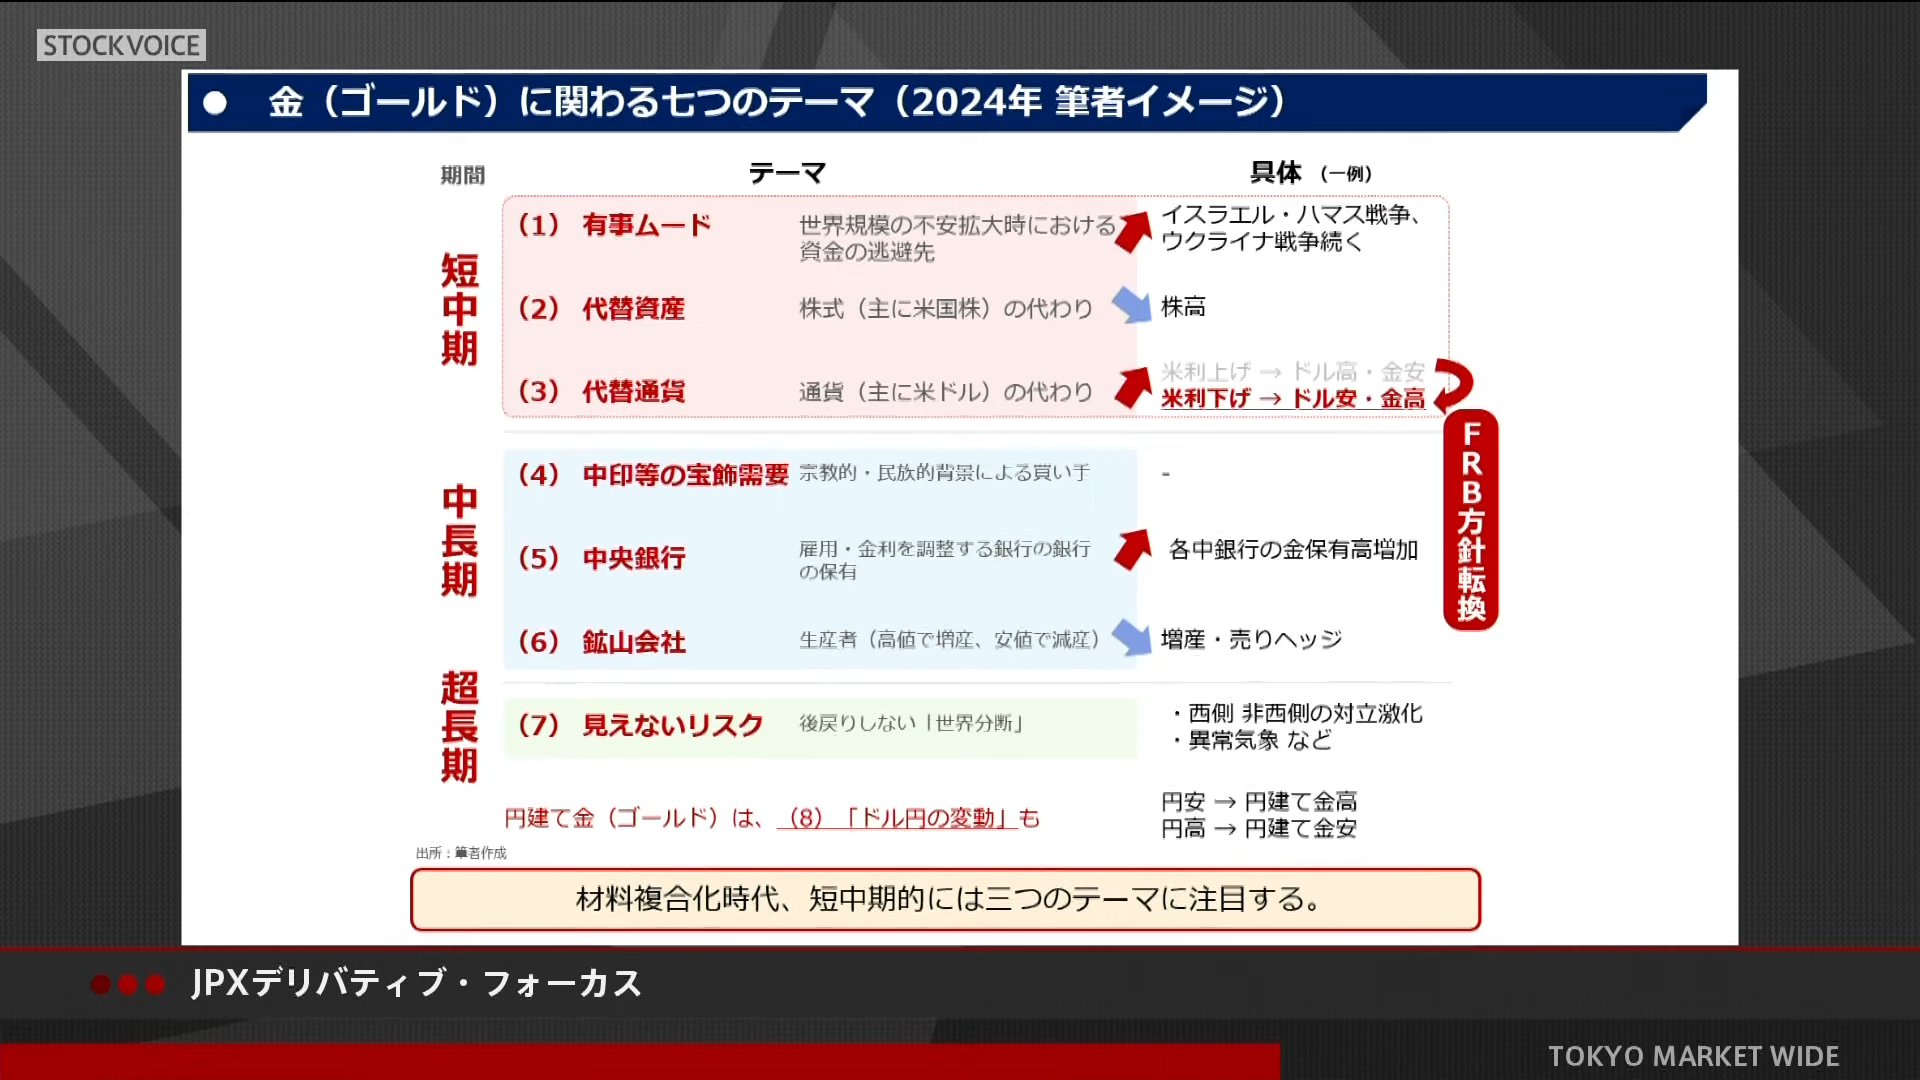 STOCKVOICE
● 金（ゴールド）に関わる七つのテーマ（2024年 筆者イメージ）
期間 テーマ 具体（一例）
短中期
（1） 有事ムード 世界規模の不安拡大時における
資金の逃避先
イスラエル・ハマス戦争、
ウクライナ戦争続く
（2） 代替資産 株式（主に米国株）の代わり 株高
（3） 代替通貨 通貨（主に米ドル）の代わり
米利上げ → ドル高・金安
米利下げ → ドル安・金高
FRB方針転換
中長期
（4） 中印等の宝飾需要 宗教的・民族的背景による買い手 -
（5） 中央銀行 雇用・金利を調整する銀行の銀行
の保有
各中銀行の金保有高増加
（6） 鉱山会社 生産者（高値で増産、安値で減産） 増産・売りヘッジ
超長期
（7） 見えないリスク 後戻りしない「世界分断」
・西側 非西側の対立激化
・異常気象 など
円建て金（ゴールド）は、（8）「ドル円の変動」も
円安 → 円建て金高
円高 → 円建て金安
出所：筆者作成
材料複合化時代、短中期的には三つのテーマに注目する。
JPXデリバティブ・フォーカス
TOKYO MARKET WIDE